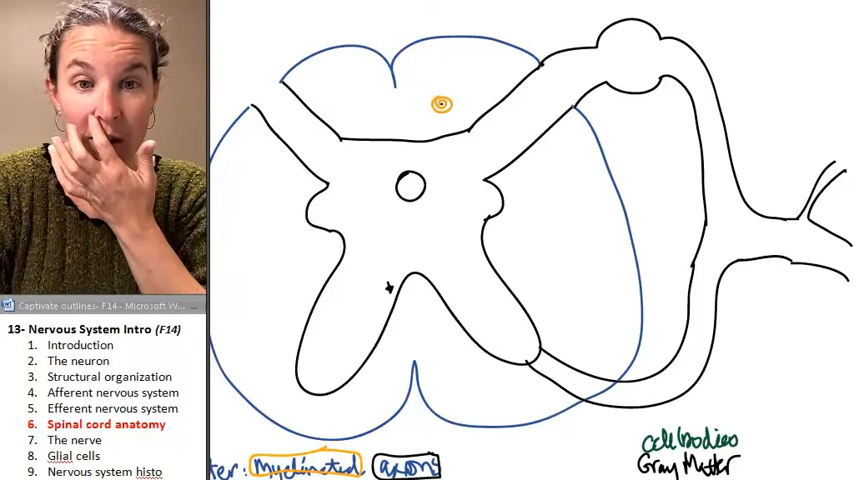 Captivate outlines- F14 - Microsoft W...
13- Nervous System Intro (F14)
1. Introduction
2. The neuron
3. Structural organization
4. Afferent nervous system
5. Efferent nervous system
6. Spinal cord anatomy
7. The nerve
8. Glial cells
9. Nervous system histo
ter: Myelinated axons
cell bodies
Gray Matter